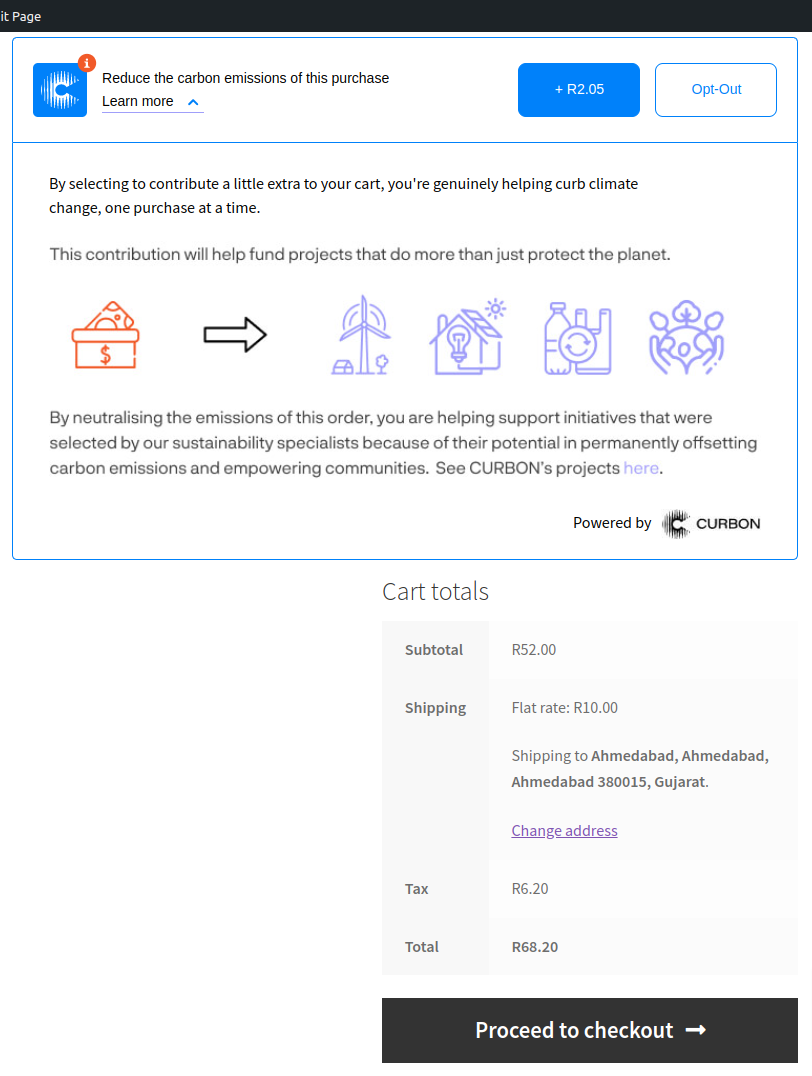 it Page
i
Reduce the carbon emissions of this purchase
Learn more
+ R2.05
Opt-Out
By selecting to contribute a little extra to your cart, you're genuinely helping curb climate
change, one purchase at a time.
This contribution will help fund projects that do more than just protect the planet.
$
By neutralising the emissions of this order, you are helping support initiatives that were
selected by our sustainability specialists because of their potential in permanently offsetting
carbon emissions and empowering communities. See CURBON's projects here.
Powered by CURBON
Cart totals
Subtotal R52.00
Shipping Flat rate: R10.00
Shipping to Ahmedabad, Ahmedabad,
Ahmedabad 380015, Gujarat.
Change address
Tax R6.20
Total R68.20
Proceed to checkout